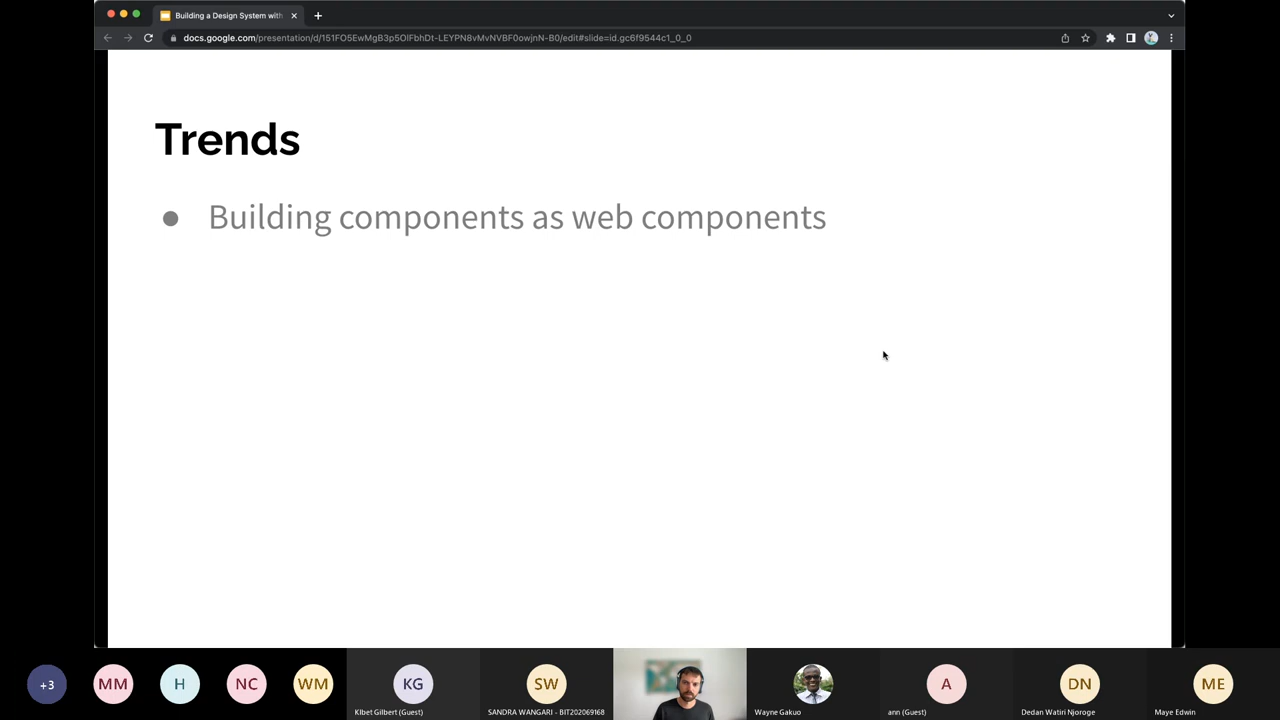 Building a Design System with
docs.google.com/presentation/d/151FO5EwMgB3p5OlFbhDt-LEYPN8vMvNVBF0owjnN-B0/edit#slide=id.gc6f9544c1_0_0
Trends
● Building components as web components
+3
MM
H
NC
WM
KG
SW
A
DN
ME
KIbet Gilbert (Guest)
SANDRA WANGARI - BIT202069168
Wayne Gakuo
ann (Guest)
Dedan Watiri Njoroge
Maye Edwin